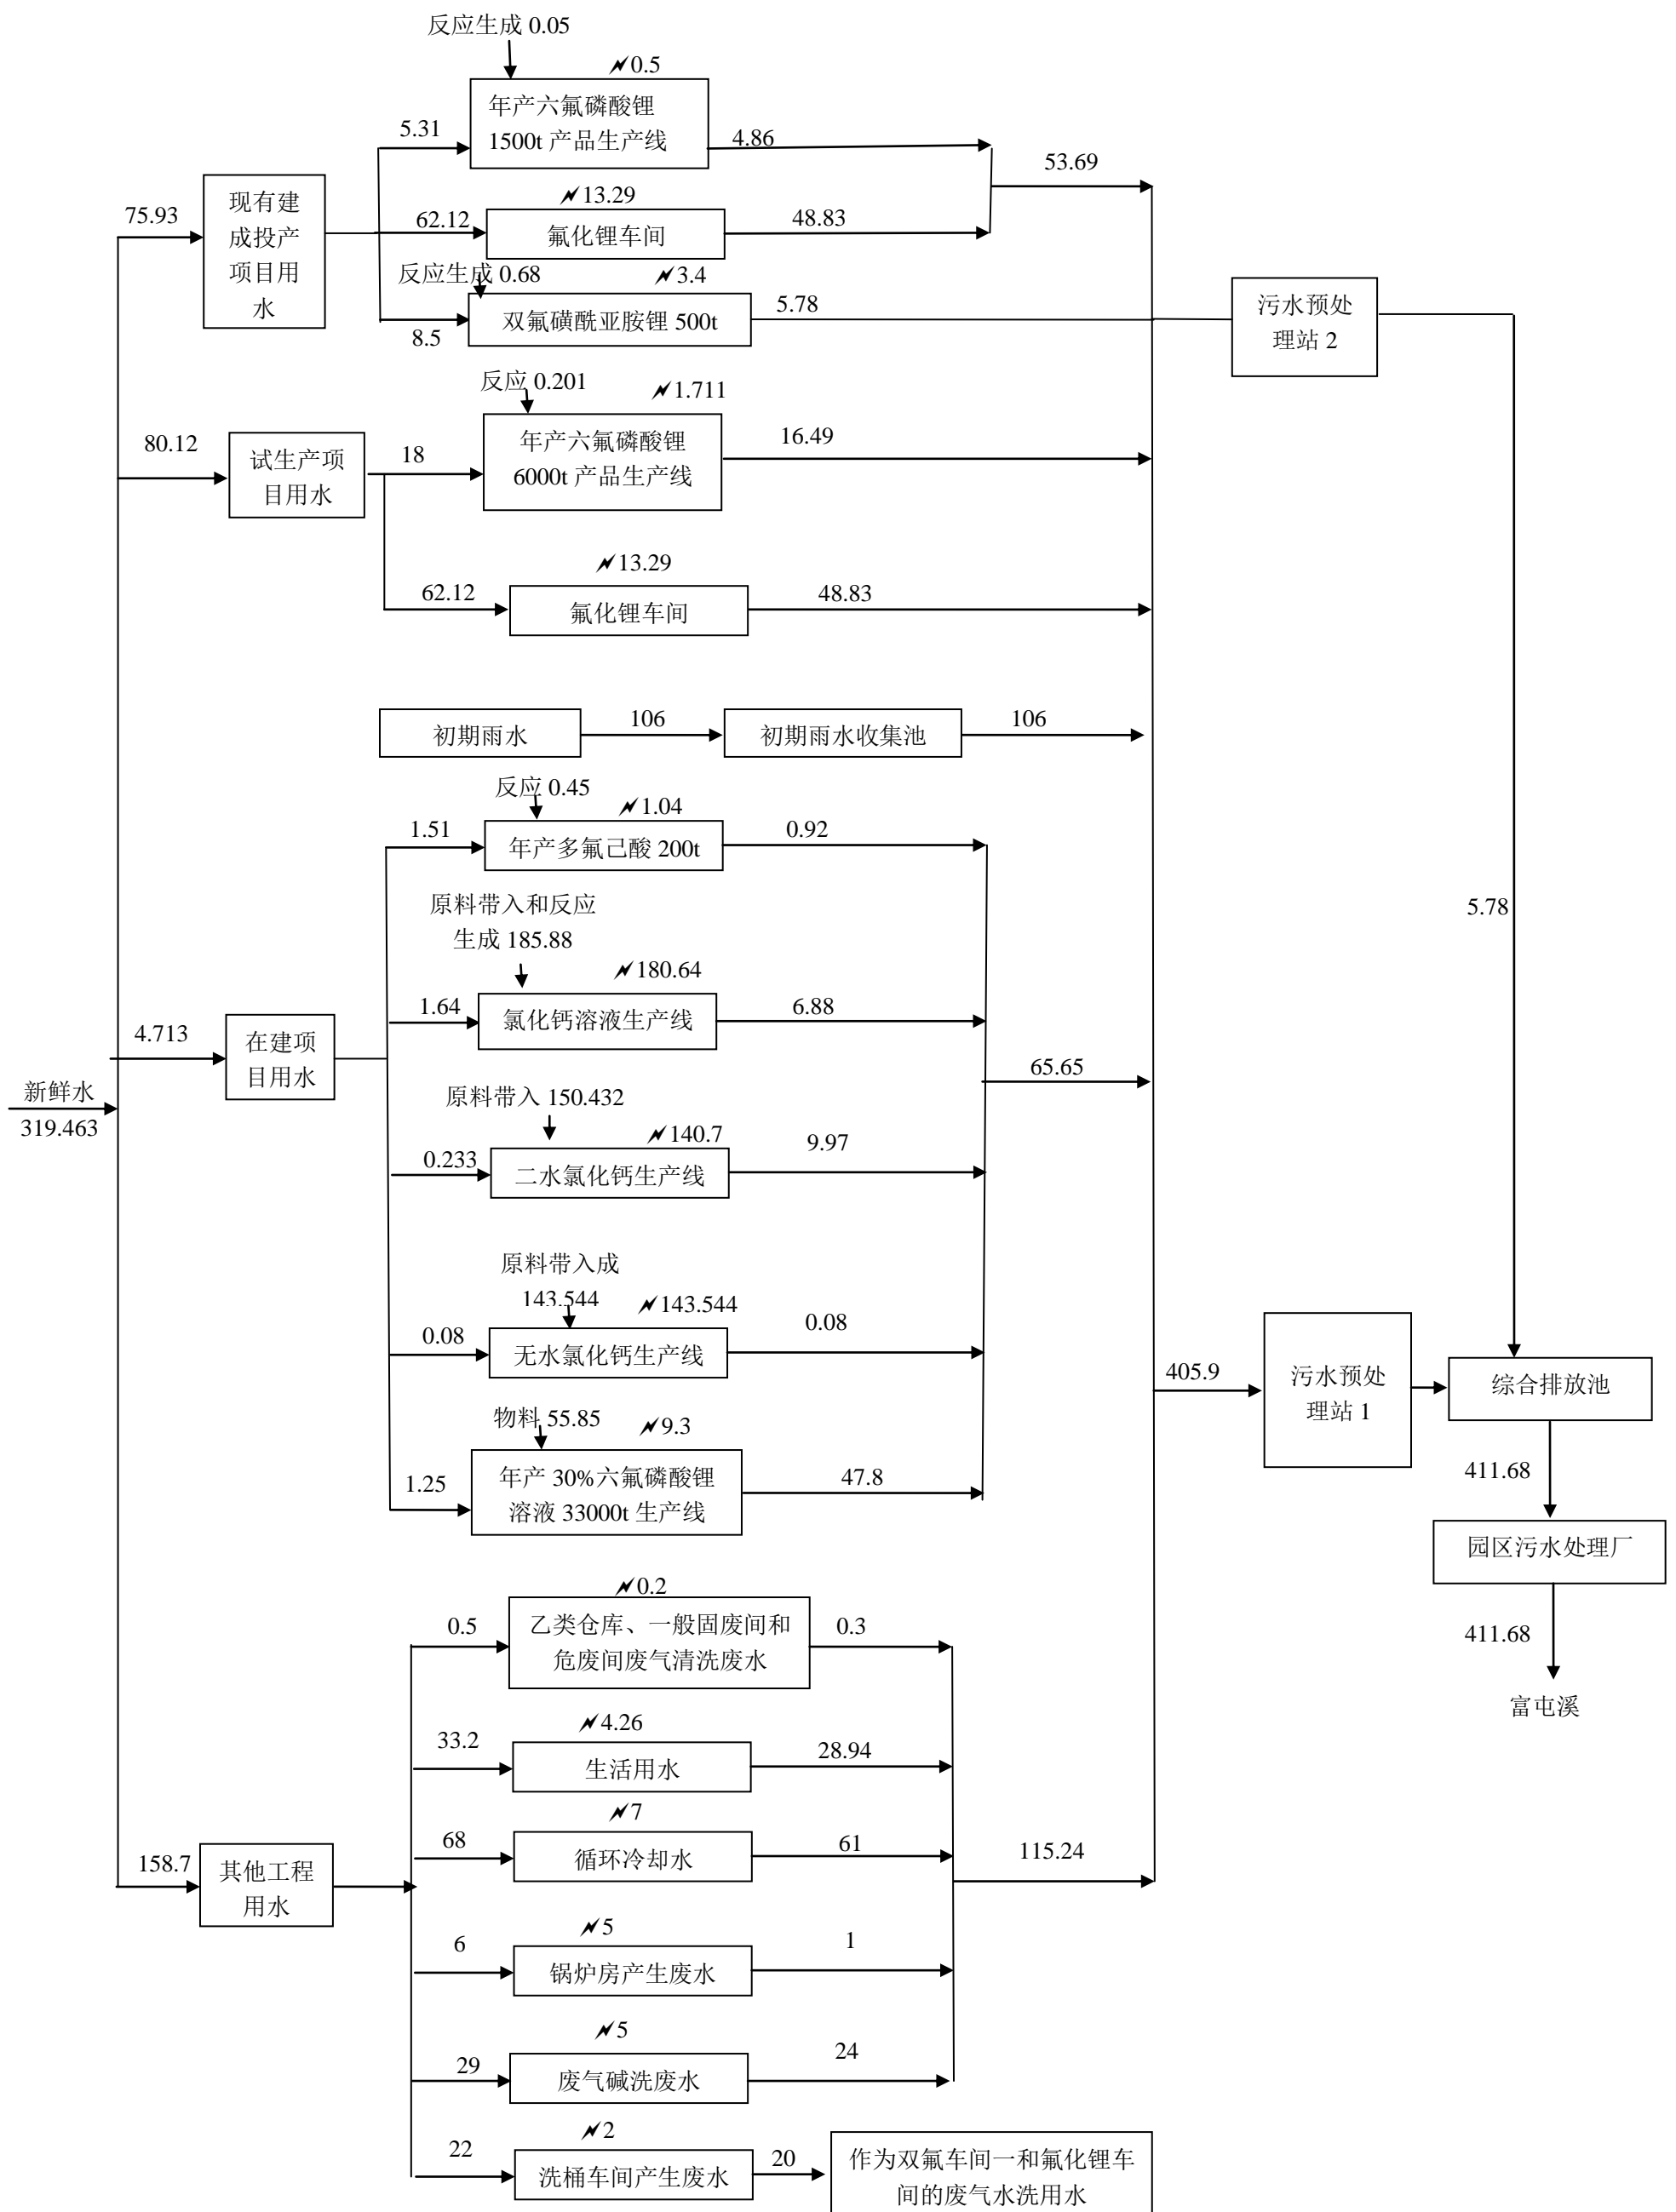 反应生成 0.05
0.5
年产六氟磷酸锂
1500t 产品生产线
5.31
4.86
53.69
现有建
成投产
项目用
水
75.93
13.29
62.12
氟化锂车间
48.83
反应生成 0.68
3.4
双氟磺酰亚胺锂 500t
8.5
5.78
污水预处
理站 2
反应 0.201
1.711
80.12
试生产项
目用水
18
年产六氟磷酸锂
6000t 产品生产线
16.49
13.29
62.12
氟化锂车间
48.83
初期雨水
106
初期雨水收集池
106
反应 0.45
1.04
1.51
年产多氟己酸 200t
0.92
5.78
原料带入和反应
生成 185.88
180.64
1.64
氯化钙溶液生产线
6.88
4.713
在建项
目用水
65.65
新鲜水
319.463
原料带入 150.432
140.7
0.233
二水氯化钙生产线
9.97
原料带入成
143.544
143.544
0.08
无水氯化钙生产线
0.08
405.9
污水预处
理站 1
综合排放池
物料 55.85
9.3
1.25
年产 30%六氟磷酸锂
溶液 33000t 生产线
47.8
411.68
园区污水处理厂
411.68
富屯溪
0.2
0.5
乙类仓库、一般固废间和
危废间废气清洗废水
0.3
4.26
33.2
生活用水
28.94
7
68
循环冷却水
61
115.24
158.7
其他工程
用水
5
6
锅炉房产生废水
1
5
29
废气碱洗废水
24
2
22
洗桶车间产生废水
20
作为双氟车间一和氟化锂车
间的废气水洗用水